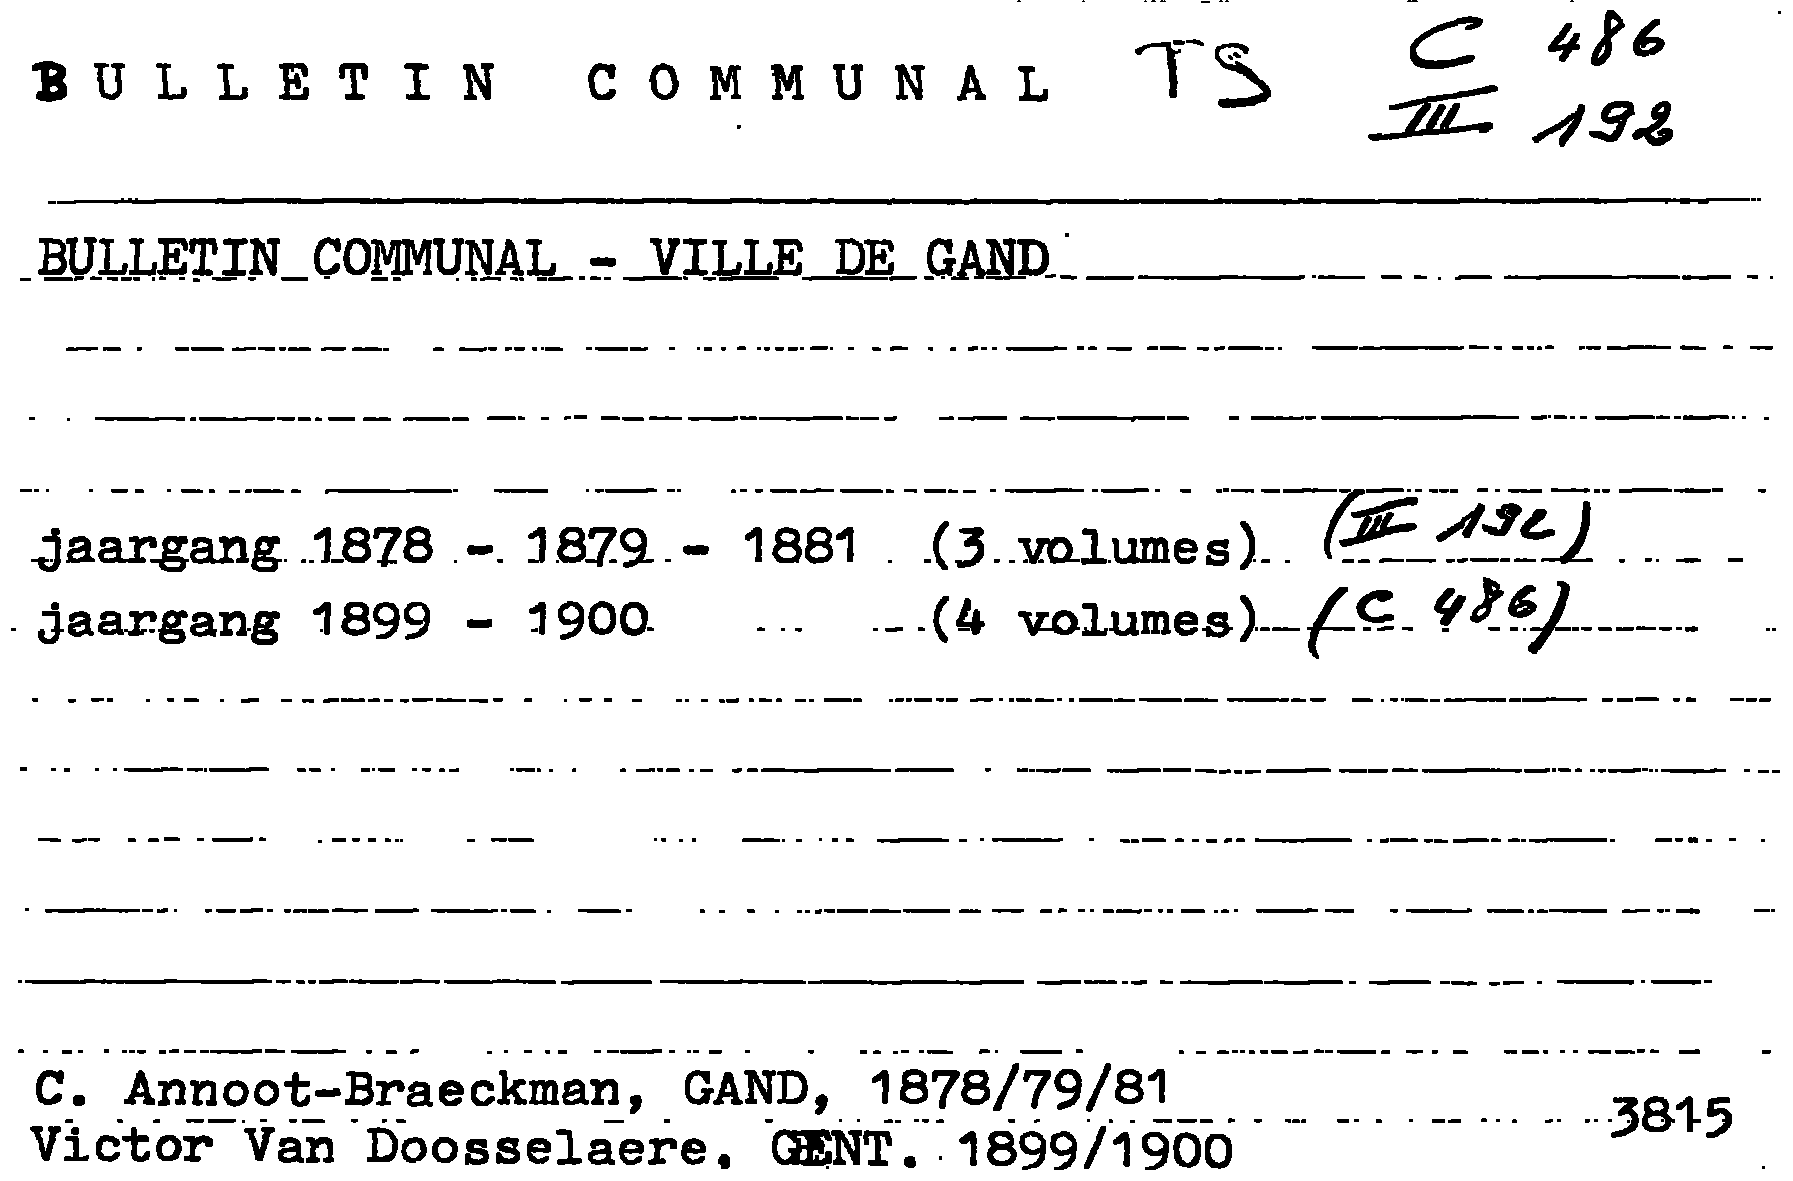 BULLETIN COMMUNAL TS C 486
III 192
BULLETIN COMMUNAL - VILLE DE GAND
jaargang 1878 - 1879 - 1881 (3 volumes) (III 192)
jaargang 1899 - 1900 (4 volumes) (C 486)
C. Annoot-Braeckman, GAND, 1878/79/81
3815
Victor Van Doosselaere, GENT. 1899/1900